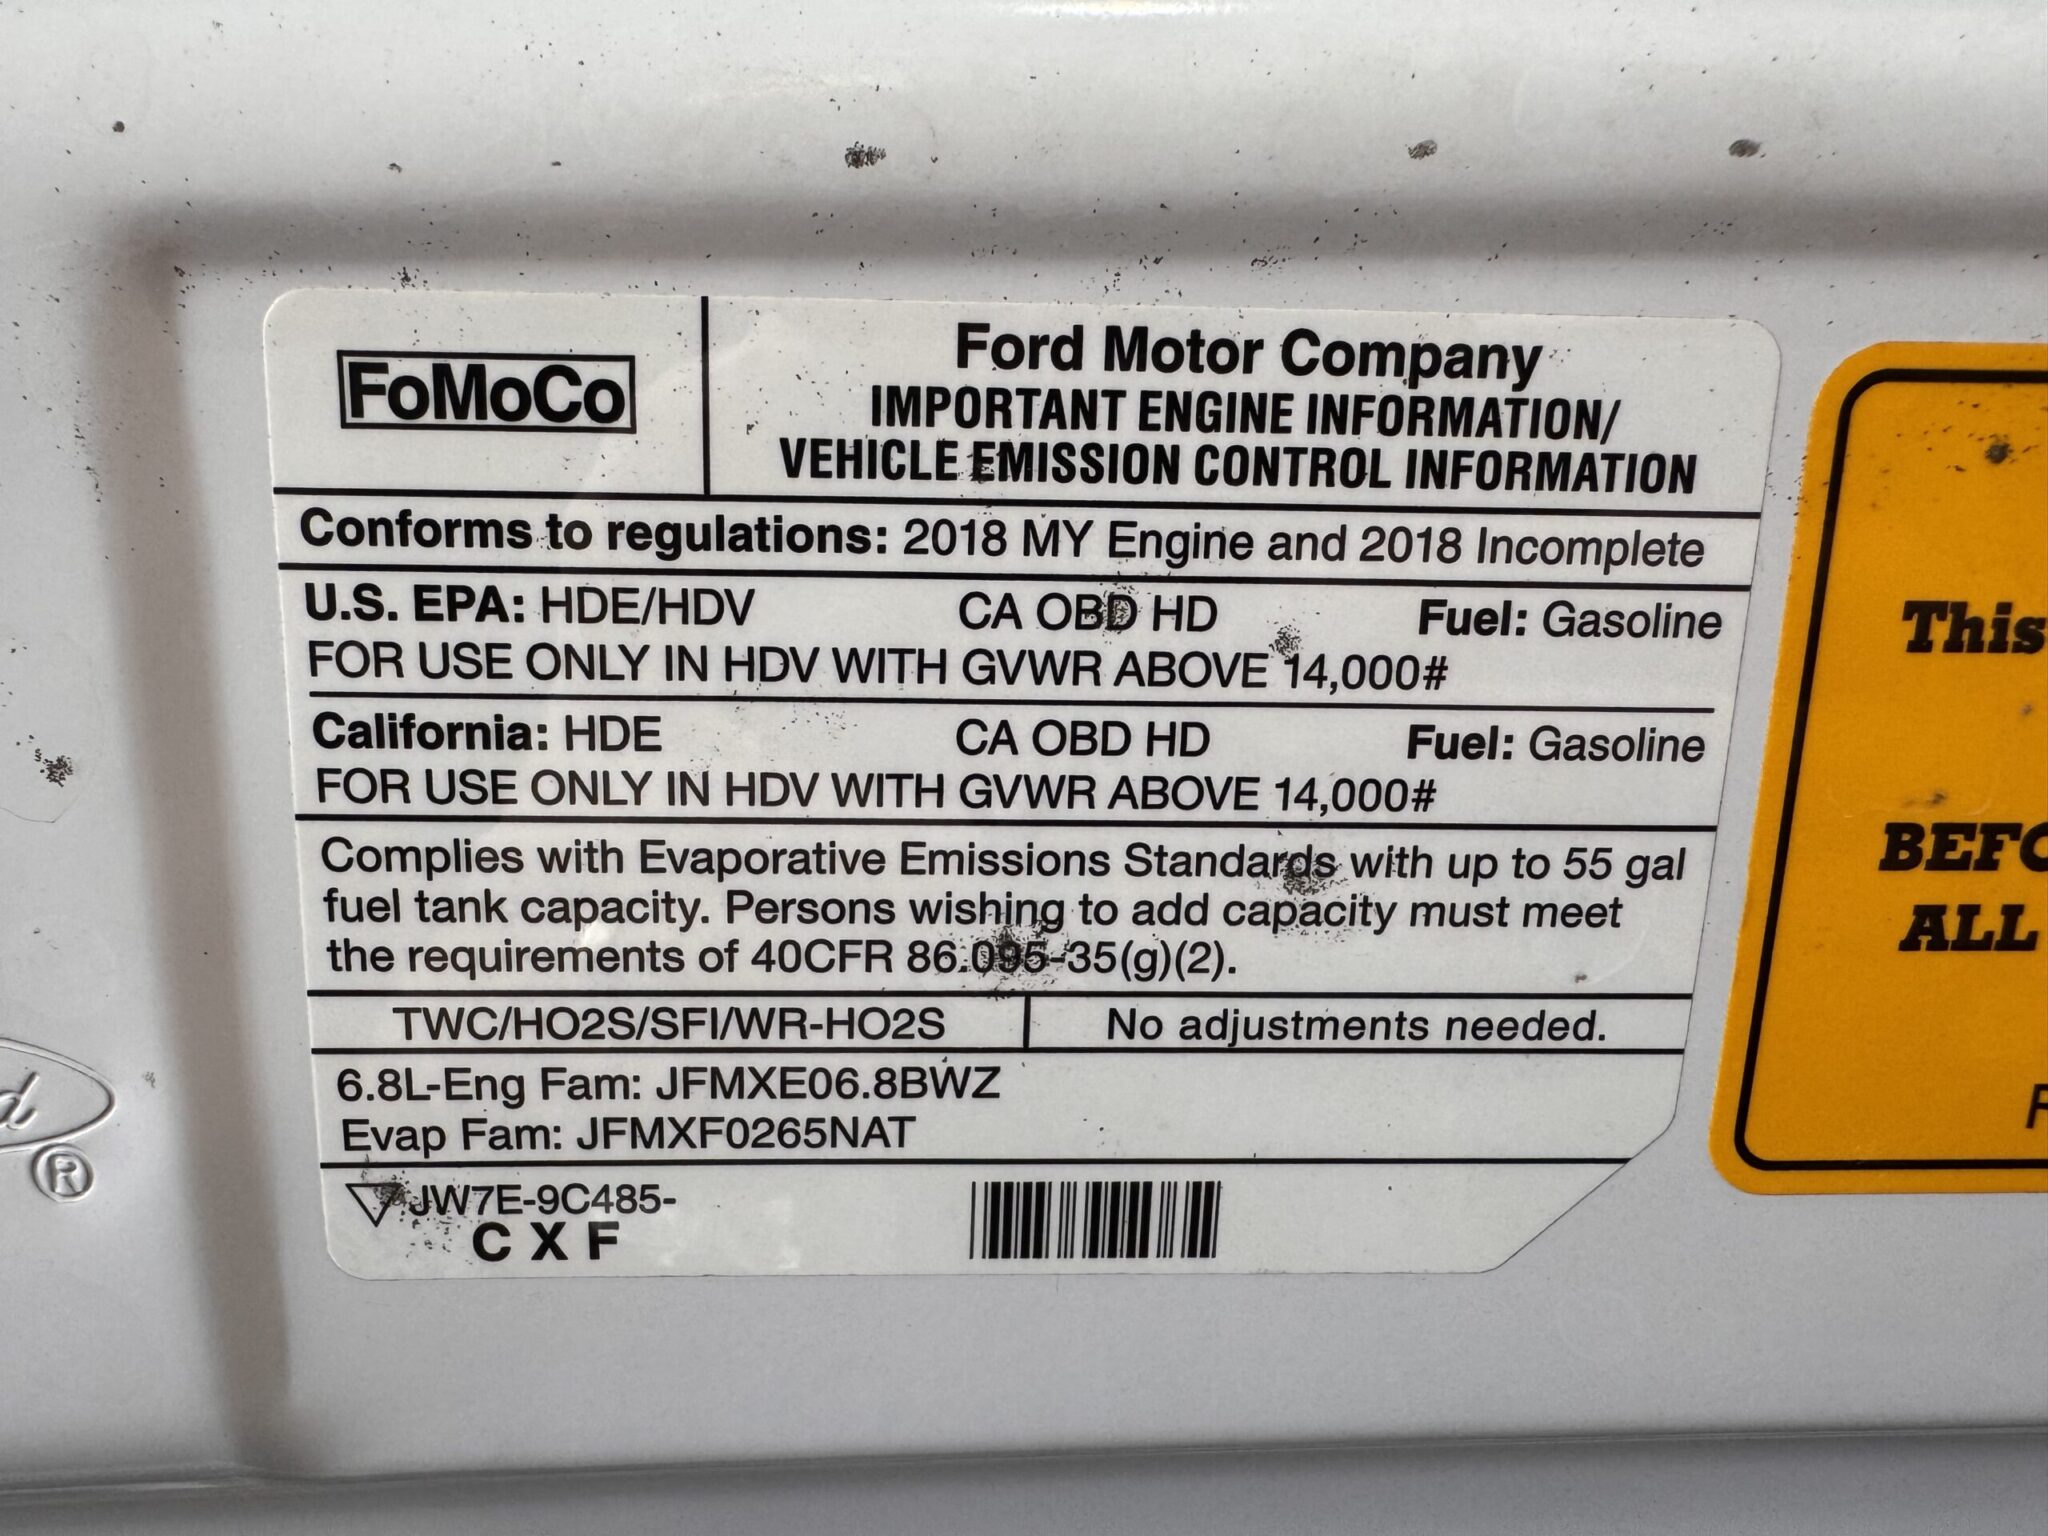 FoMoCo
Ford Motor Company
IMPORTANT ENGINE INFORMATION/
VEHICLE EMISSION CONTROL INFORMATION
Conforms to regulations: 2018 MY Engine and 2018 Incomplete
U.S. EPA: HDE/HDV CA OBD HD Fuel: Gasoline
FOR USE ONLY IN HDV WITH GVWR ABOVE 14,000#
California: HDE CA OBD HD Fuel: Gasoline
FOR USE ONLY IN HDV WITH GVWR ABOVE 14,000#
Complies with Evaporative Emissions Standards with up to 55 gal
fuel tank capacity. Persons wishing to add capacity must meet
the requirements of 40CFR 86.095-35(g)(2).
TWC/HO2S/SFI/WR-HO2S No adjustments needed.
6.8L-Eng Fam: JFMXE06.8BWZ
Evap Fam: JFMXF0265NAT
JW7E-9C485-
C X F
This
ALL
®